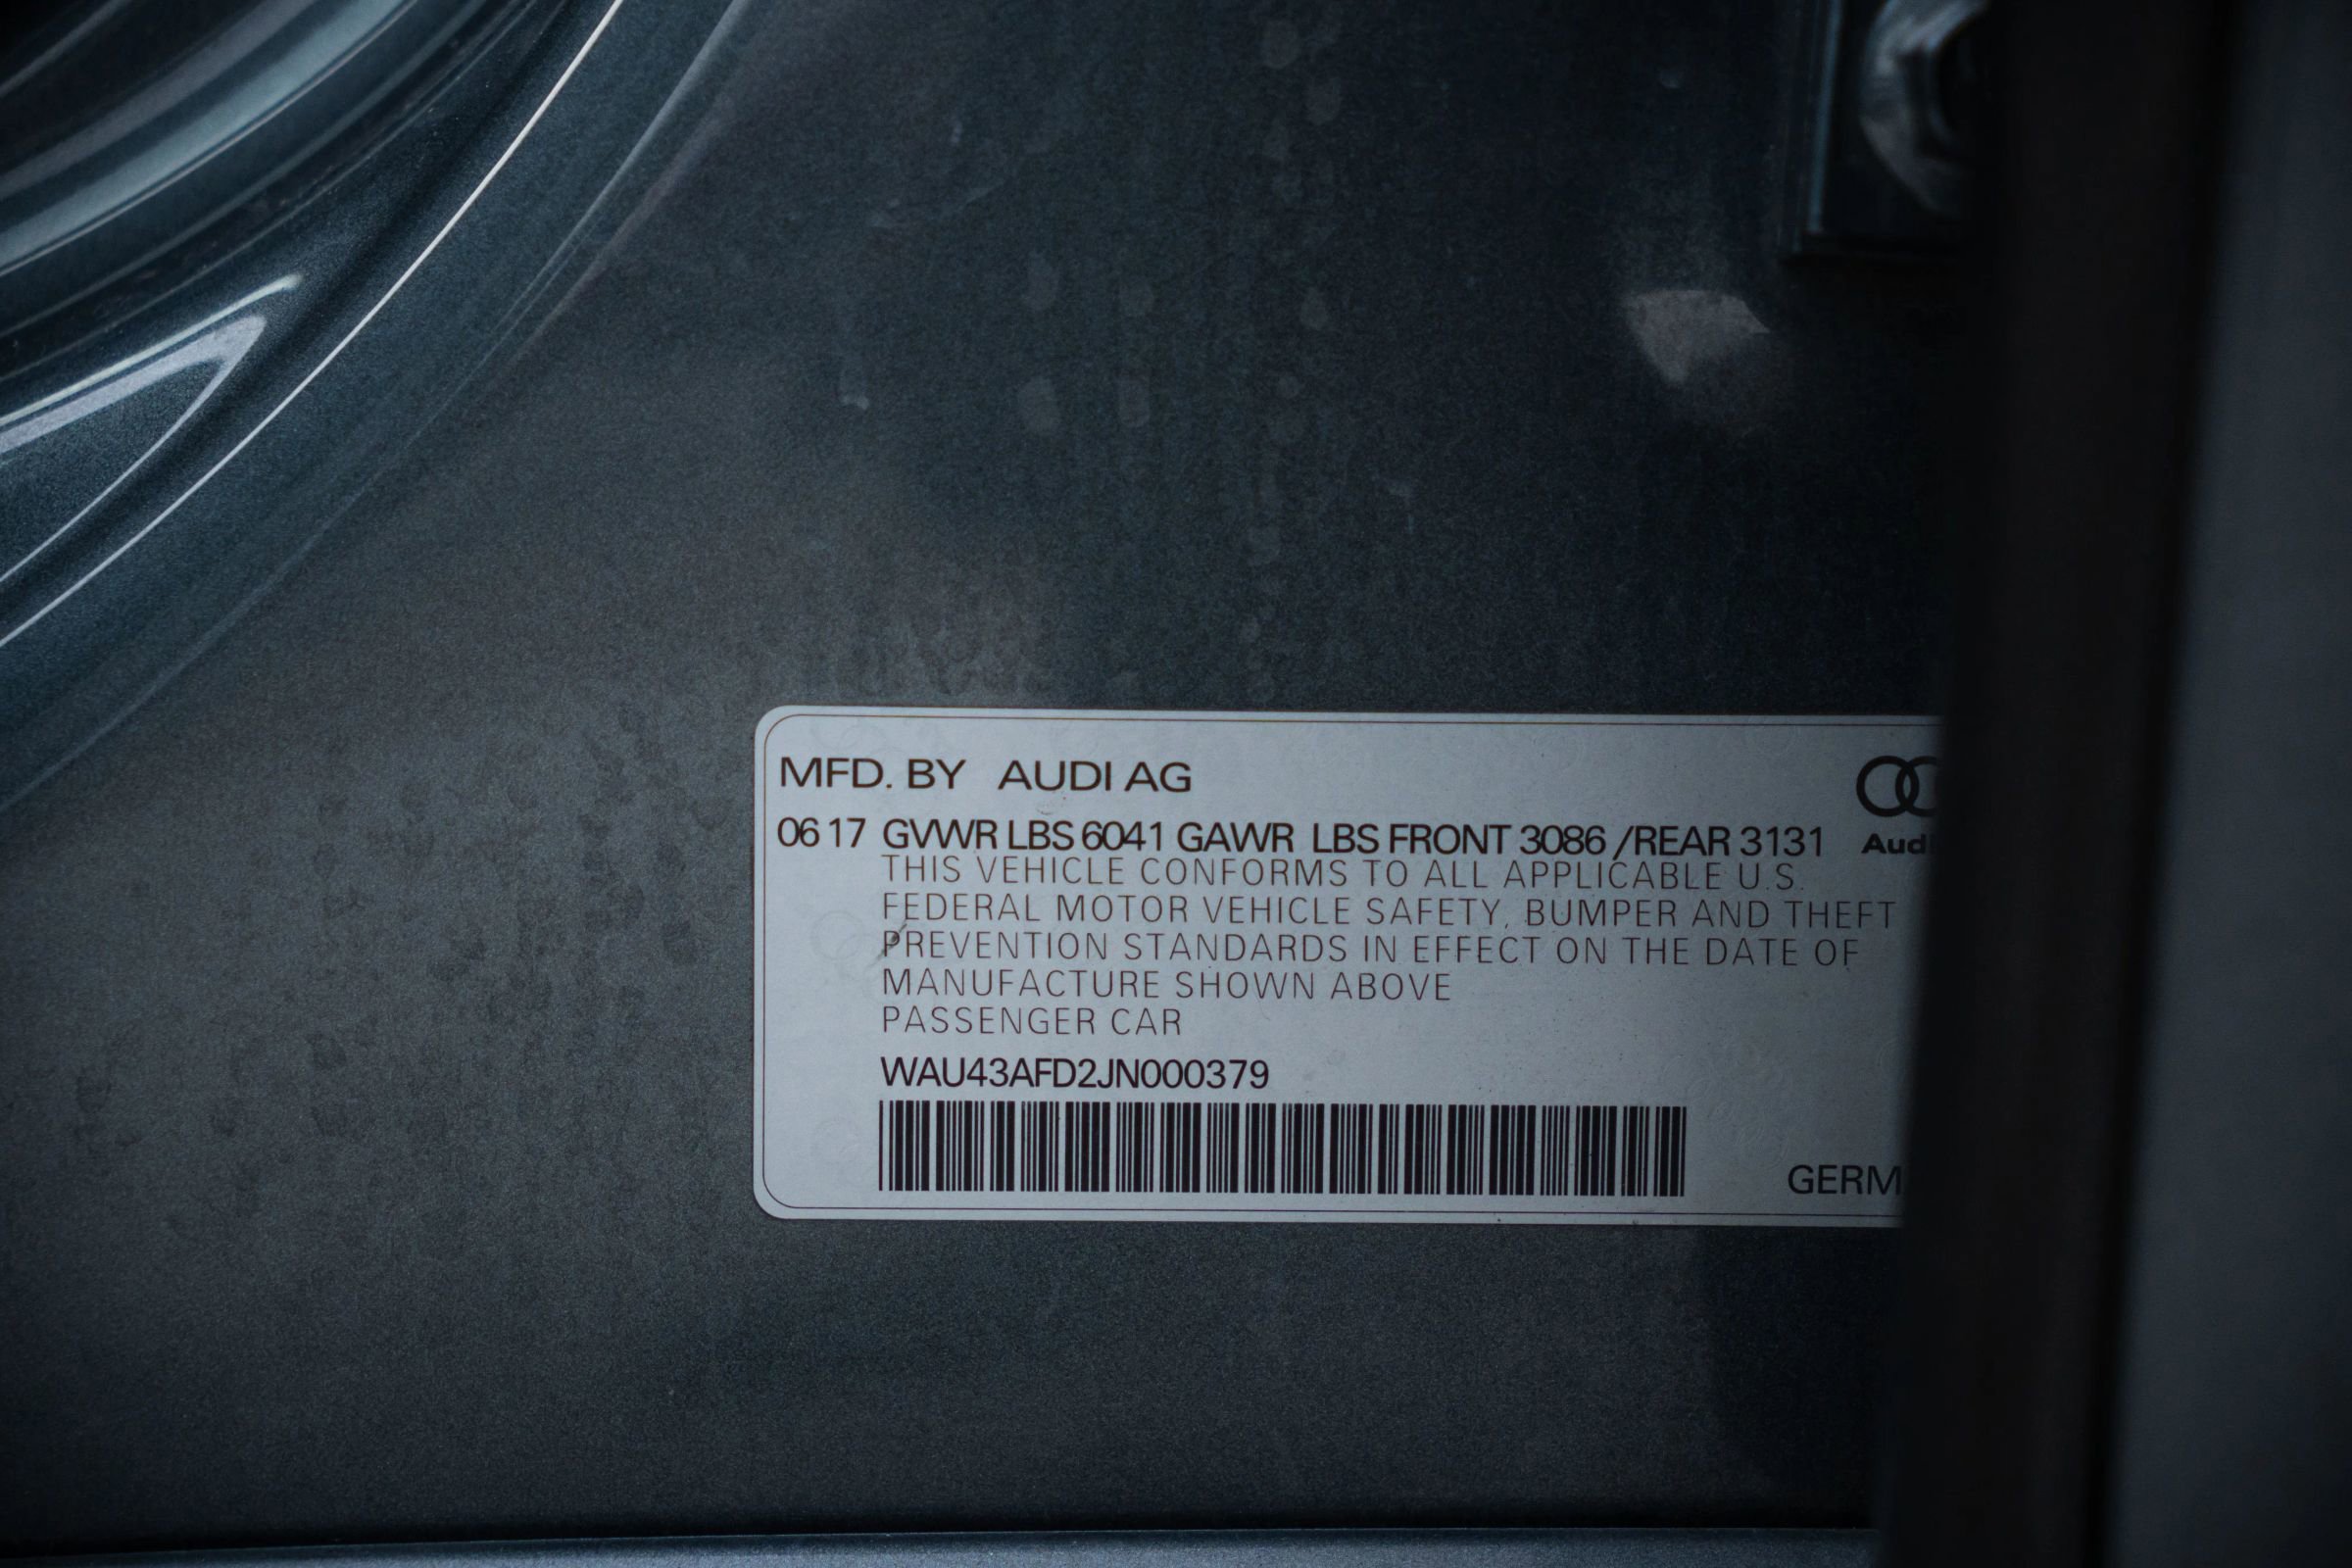 MFD. BY AUDI AG
06 17 GVWR LBS 6041 GAWR LBS FRONT 3086 /REAR 3131
Audi
THIS VEHICLE CONFORMS TO ALL APPLICABLE U.S.
FEDERAL MOTOR VEHICLE SAFETY, BUMPER AND THEFT
PREVENTION STANDARDS IN EFFECT ON THE DATE OF
MANUFACTURE SHOWN ABOVE
PASSENGER CAR
WAU43AFD2JN000379